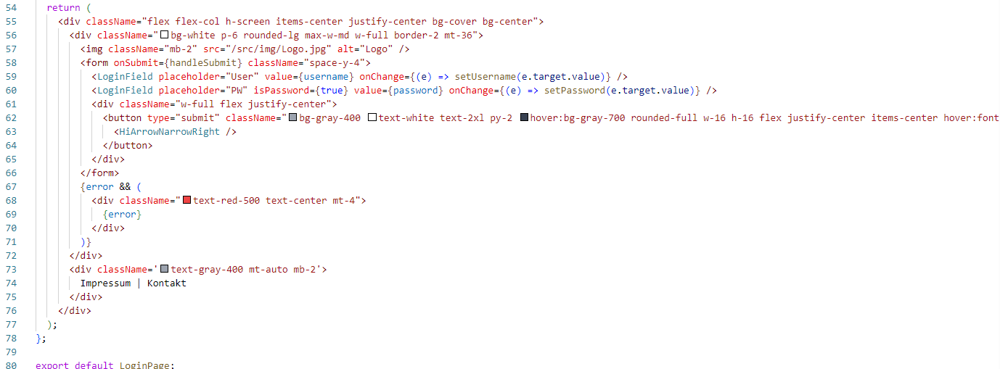 54 return (
55 <div className="flex flex-col h-screen items-center justify-center bg-cover bg-center">
56 <div className="bg-white p-6 rounded-lg max-w-md w-full border-2 mt-36">
57 <img className="mb-2" src="/src/img/Logo.jpg" alt="Logo" />
58 <form onSubmit={handleSubmit} className="space-y-4">
59 <LoginField placeholder="User" value={username} onChange={(e) => setUsername(e.target.value)} />
60 <LoginField placeholder="PW" isPassword={true} value={password} onChange={(e) => setPassword(e.target.value)} />
61 <div className="w-full flex justify-center">
62 <button type="submit" className="bg-gray-400 text-white text-2xl py-2 hover:bg-gray-700 rounded-full w-16 h-16 flex justify-center items-center hover:font
63 <HiArrowNarrowRight />
64 </button>
65 </div>
66 </form>
67 {error && (
68 <div className="text-red-500 text-center mt-4">
69 {error}
70 </div>
71 )}
72 </div>
73 <div className='text-gray-400 mt-auto mb-2'>
74 Impressum | Kontakt
75 </div>
76 </div>
77 );
78 };
79
80 export default LoginPage;